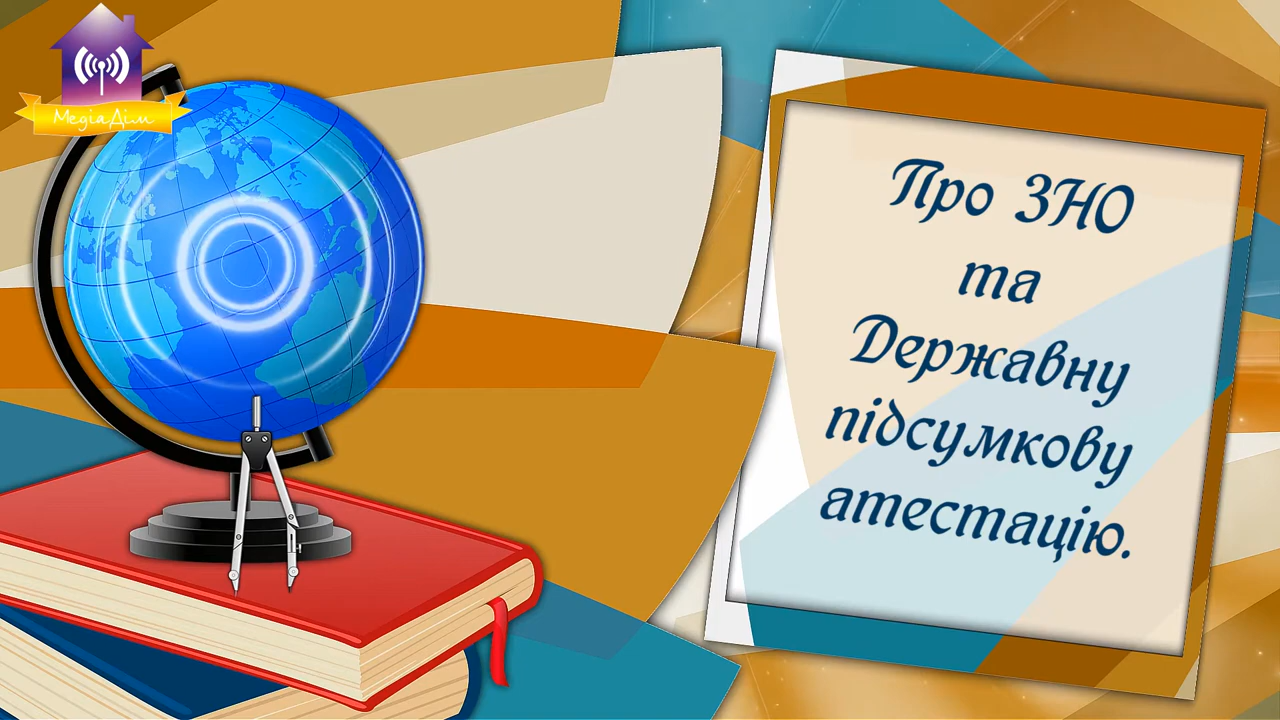 МедіаДім
Про ЗНО
та
Державну
підсумкову
атестацію.